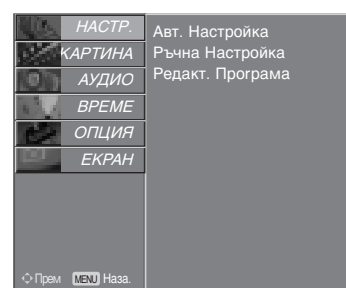 НАСТР.
КАРТИНА
АУДИО
ВРЕМЕ
ОПЦИЯ
ЕКРАН
Авт. Настройка
Ръчна Настройка
Редакт. Програма
Прем MENU Наза.